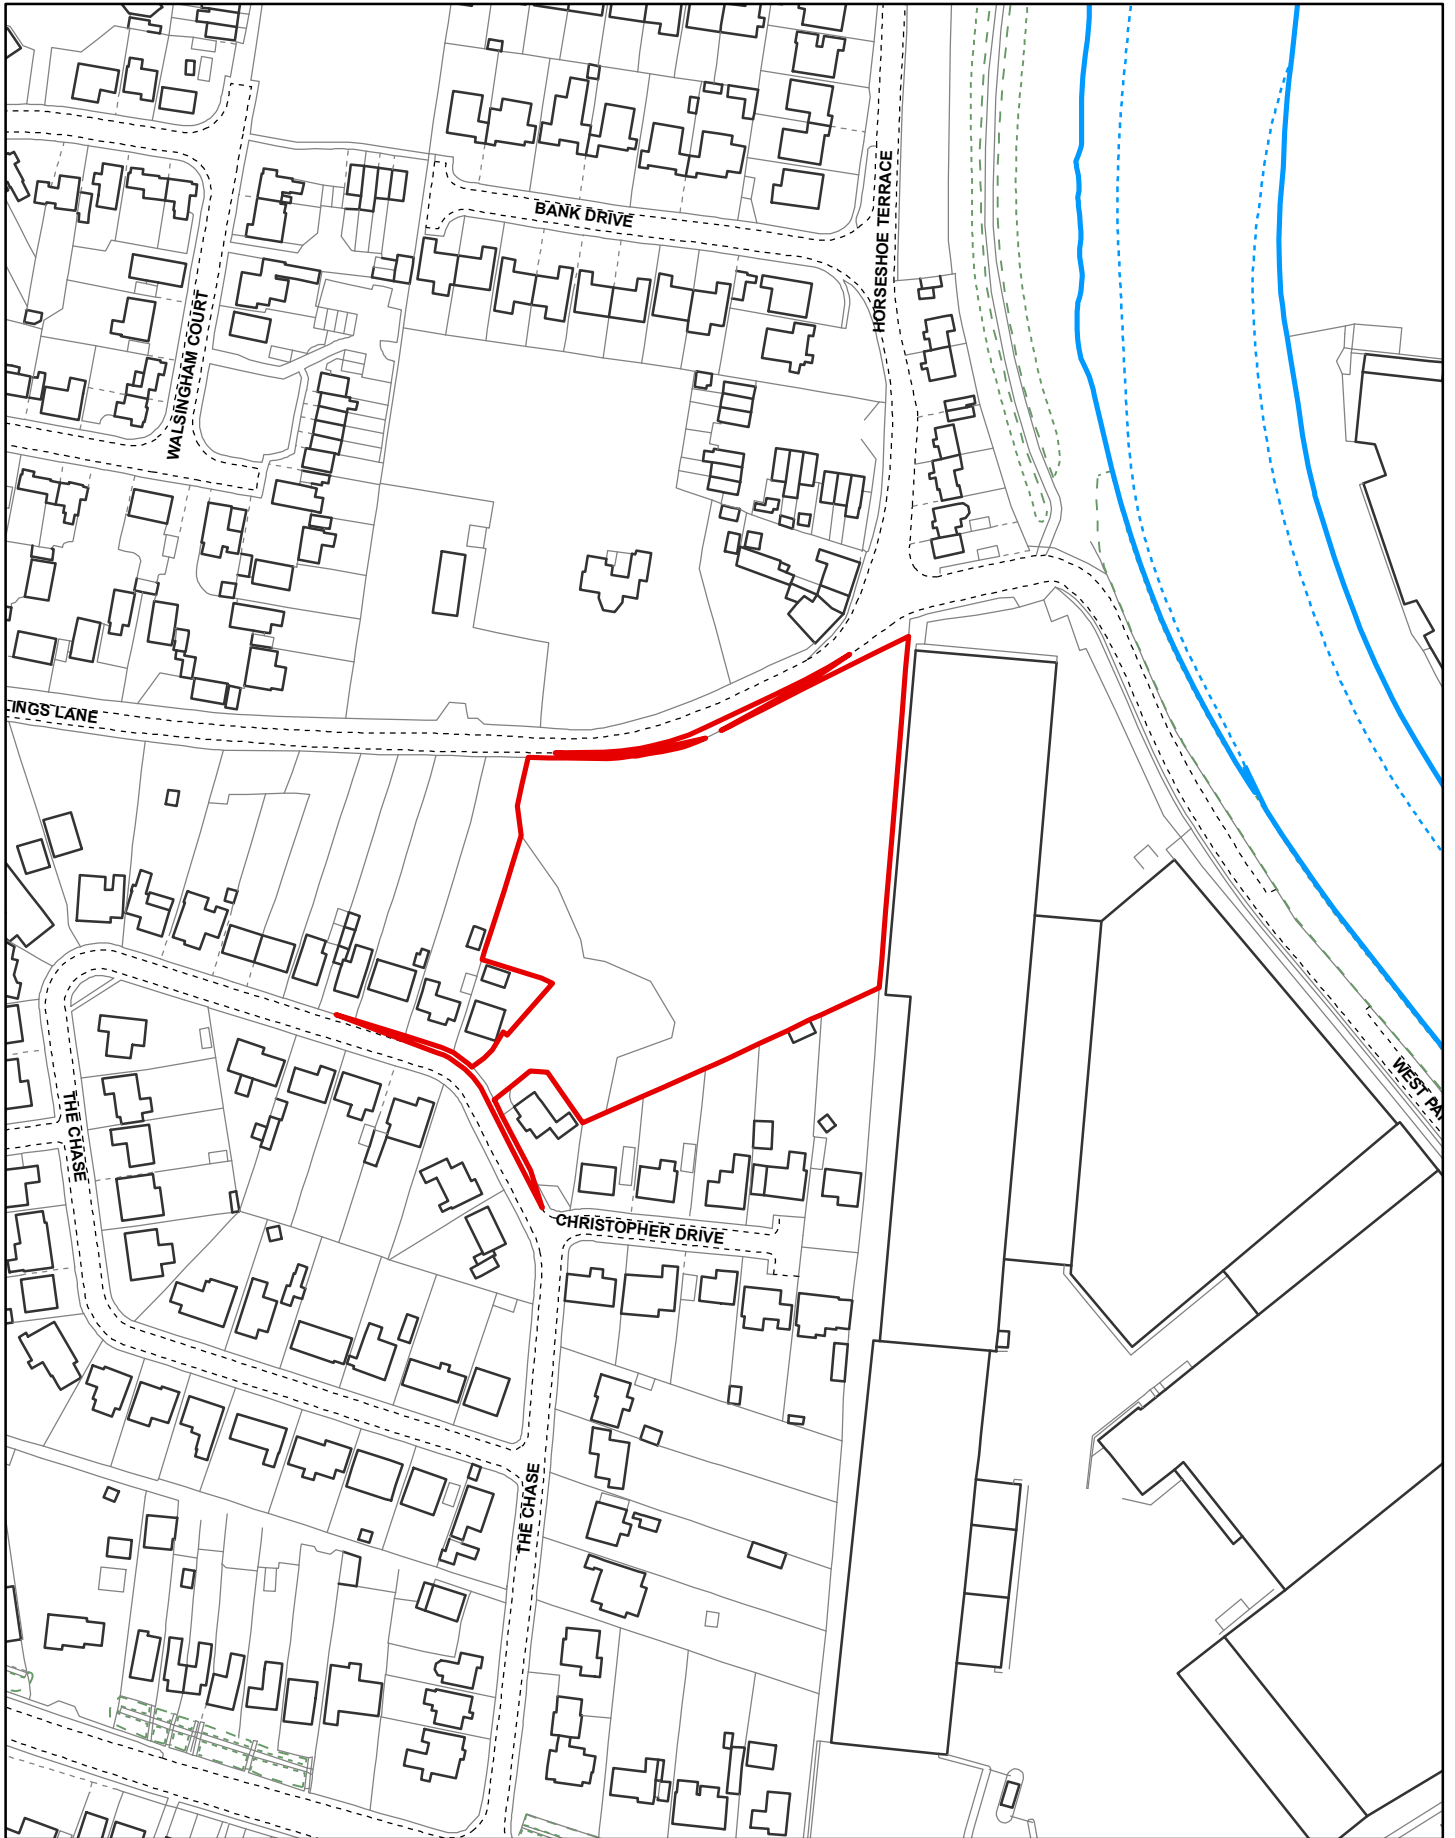 BANK DRIVE
HORSESHOE TERRACE
WALSINGHAM COURT
INGS LANE
THE CHASE
WEST PA
CHRISTOPHER DRIVE
THE CHASE